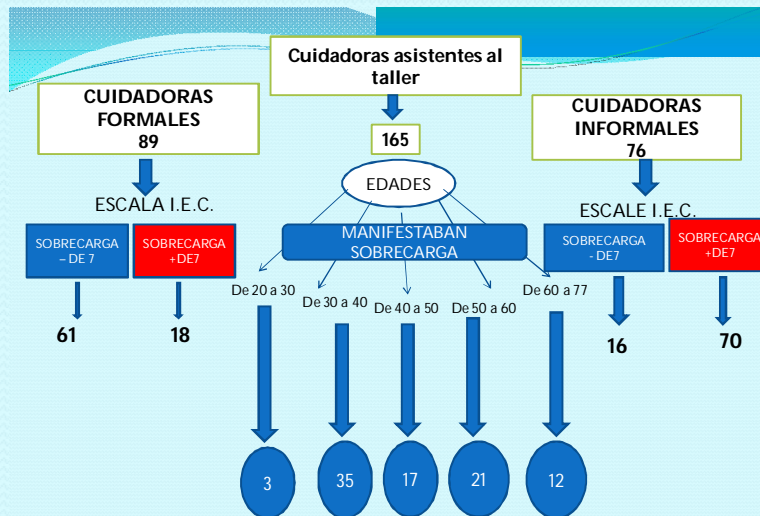 Cuidadoras asistentes al
taller
165
CUIDADORAS
FORMALES
89
ESCALA I.E.C.
SOBRECARGA
– DE 7
SOBRECARGA
+DE7
61
18
EDADES
MANIFESTABAN
SOBRECARGA
De 20 a 30
De 30 a 40
De 40 a 50
De 50 a 60
De 60 a 77
3
35
17
21
12
CUIDADORAS
INFORMALES
76
ESCALE I.E.C.
SOBRECARGA
- DE7
SOBRECARGA
+DE7
16
70